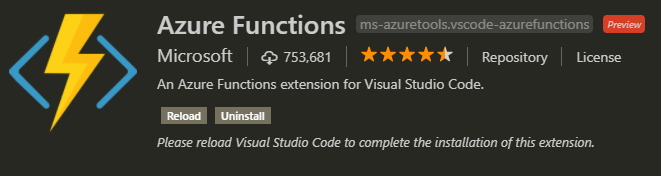 Azure Functions ms-azuretools.vscode-azurefunctions Preview
Microsoft 753,681 Repository License
An Azure Functions extension for Visual Studio Code.
Reload Uninstall
Please reload Visual Studio Code to complete the installation of this extension.